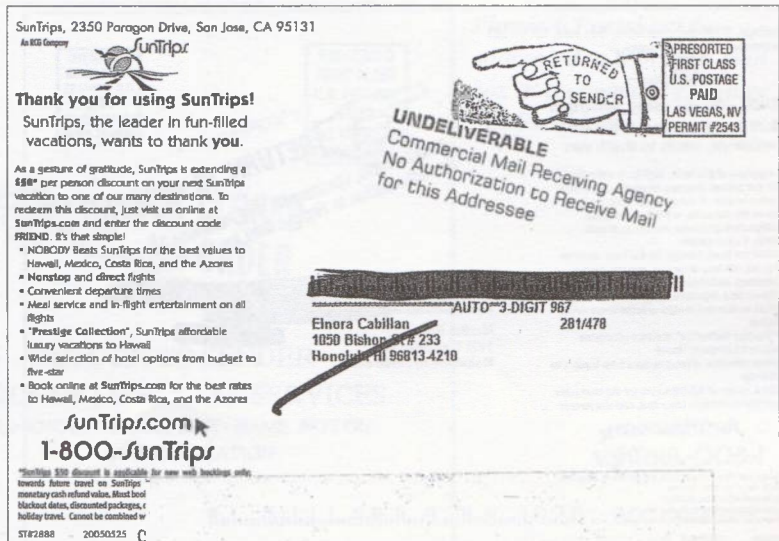 SunTrips, 2350 Paragon Drive, San Jose, CA 95131
An RCG Company
SunTrips
Thank you for using SunTrips!
SunTrips, the leader in fun-filled
vacations, wants to thank you.
As a gesture of gratitude, SunTrips is extending a
$50* per person discount on your next SunTrips
vacation to one of our many destinations. To
redeem this discount, just visit us online at
SunTrips.com and enter the discount code
FRIEND. It's that simple!
• NOBODY Beats SunTrips for the best values to
Hawaii, Mexico, Costa Rica, and the Azores
• Nonstop and direct flights
• Convenient departure times
• Meal service and in-flight entertainment on all
flights
• "Prestige Collection", SunTrips affordable
luxury vacations to Hawaii
• Wide selection of hotel options from budget to
five-star
• Book online at SunTrips.com for the best rates
to Hawaii, Mexico, Costa Rica, and the Azores
SunTrips.com
1-800-SunTrips
*SunTrips $50 discount is applicable for new web bookings only;
towards future travel on SunTrips
monetary cash refund value. Must bool
blackout dates, discounted packages, c
holiday travel. Cannot be combined w
ST#2888 - 20050525
RETURNED
TO
SENDER
PRESORTED
FIRST CLASS
U.S. POSTAGE
PAID
LAS VEGAS, NV
PERMIT #2543
UNDELIVERABLE
Commercial Mail Receiving Agency
No Authorization to Receive Mail
for this Addressee
AUTO**3-DIGIT 967
Elnora Cabillan 281/478
1050 Bishop St # 233
Honolulu HI 96813-4210